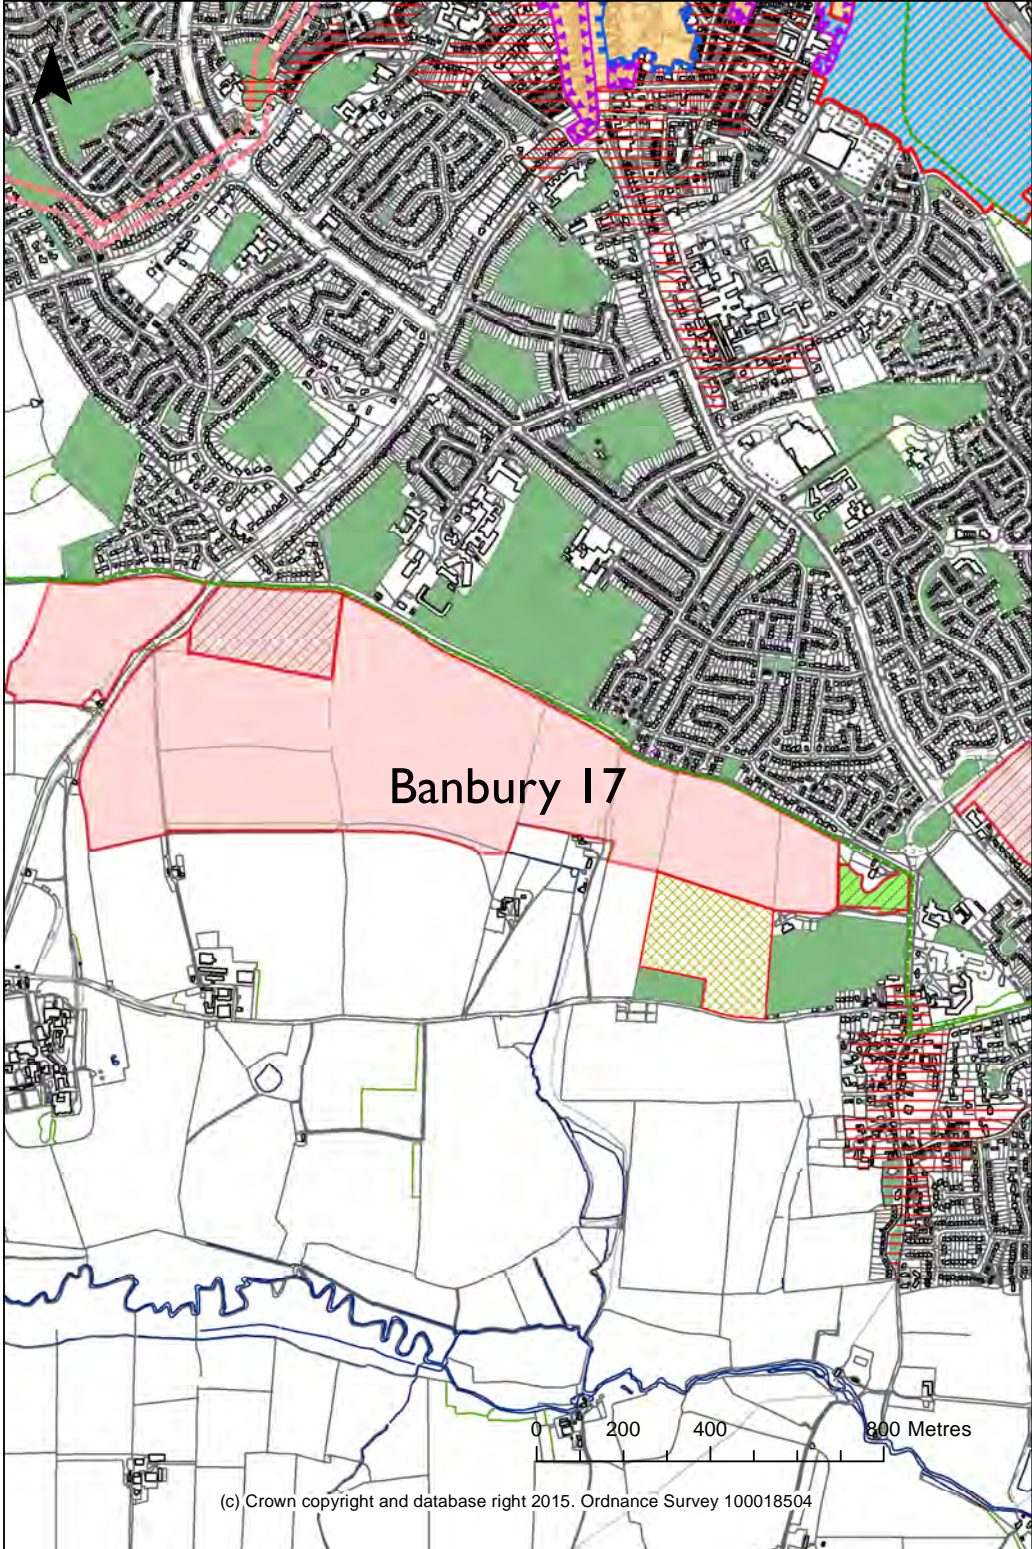 Banbury 17
0 200 400 800 Metres
(c) Crown copyright and database right 2015. Ordnance Survey 100018504